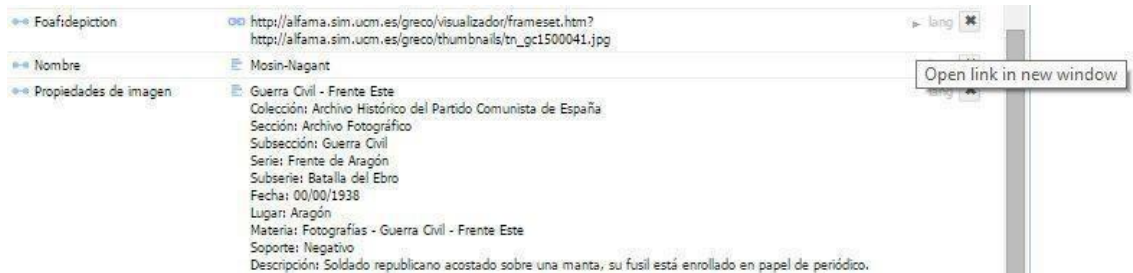 Foaf:depiction http://alfama.sim.ucm.es/greco/visualizador/frameset.htm? lang
http://alfama.sim.ucm.es/greco/thumbnails/tn_gc1500041.jpg
Nombre Mosin-Nagant
Open link in new window
Propiedades de imagen Guerra Civil - Frente Este lang
Colección: Archivo Histórico del Partido Comunista de España
Sección: Archivo Fotográfico
Subsección: Guerra Civil
Serie: Frente de Aragón
Subserie: Batalla del Ebro
Fecha: 00/00/1938
Lugar: Aragón
Materia: Fotografías - Guerra Civil - Frente Este
Soporte: Negativo
Descripción: Soldado republicano acostado sobre una manta, su fusil está enrollado en papel de periódico.